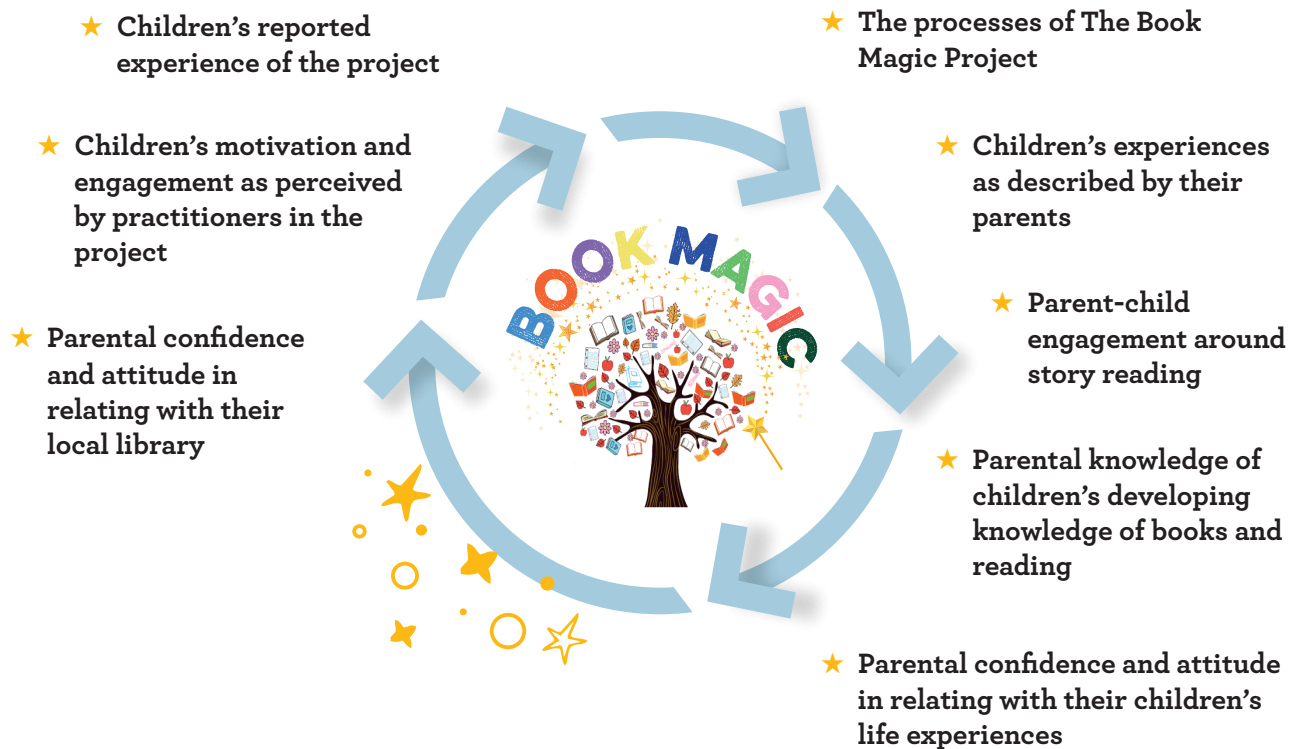 ★ Children’s reported
experience of the project
★ Children’s motivation and
engagement as perceived
by practitioners in the
project
★ Parental confidence
and attitude in
relating with their
local library
BOOK MAGIC
★ The processes of The Book
Magic Project
★ Children’s experiences
as described by their
parents
★ Parent-child
engagement around
story reading
★ Parental knowledge of
children’s developing
knowledge of books and
reading
★ Parental confidence and attitude
in relating with their children’s
life experiences